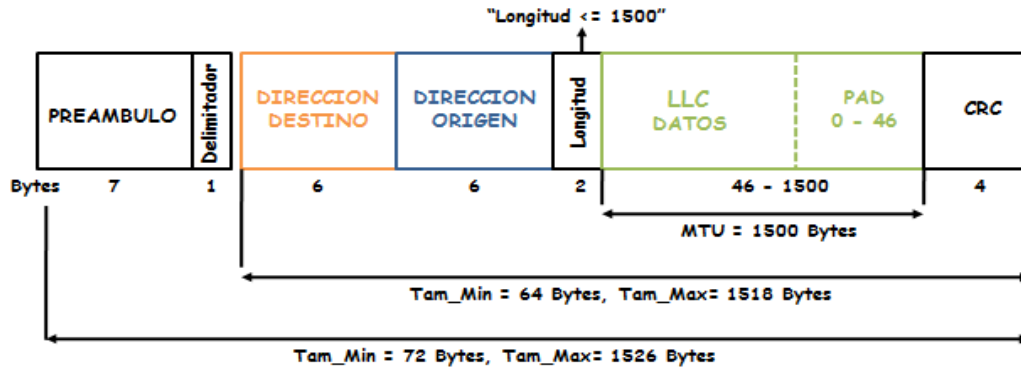 “Longitud <= 1500”
PREAMBULO
Delimitador
DIRECCION
DESTINO
DIRECCION
ORIGEN
Longitud
LLC
DATOS
PAD
0 - 46
CRC
Bytes 7 1 6 6 2 46 - 1500 4
MTU = 1500 Bytes
Tam_Min = 64 Bytes, Tam_Max= 1518 Bytes
Tam_Min = 72 Bytes, Tam_Max= 1526 Bytes